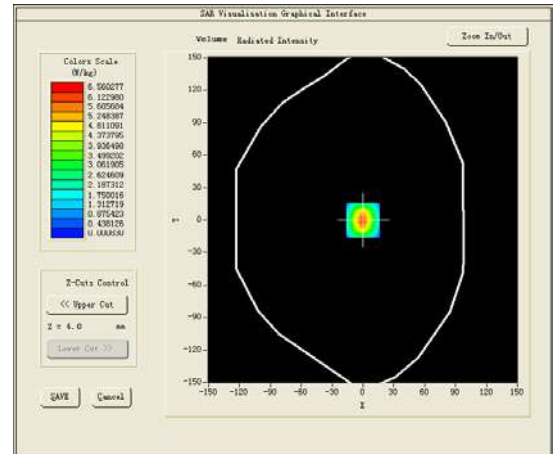 SAR Visualisation Graphical Interface
Volume Radiated Intensity
Zoom In/Out
Colors Scale
(W/kg)
6.560277
6.122980
5.685684
5.248387
4.811091
4.373795
3.936498
3.499202
3.061905
2.624609
2.187312
1.750016
1.312719
0.875423
0.438126
0.000830
150
120
90
60
30
Y
0
-30
-60
-90
-120
-150
-150 -120 -90 -60 -30 0 30 60 90 120 150
X
Z-Cuts Control
<< Upper Cut
Z = 4.0 mm
Lower Cut >>
SAVE
Cancel